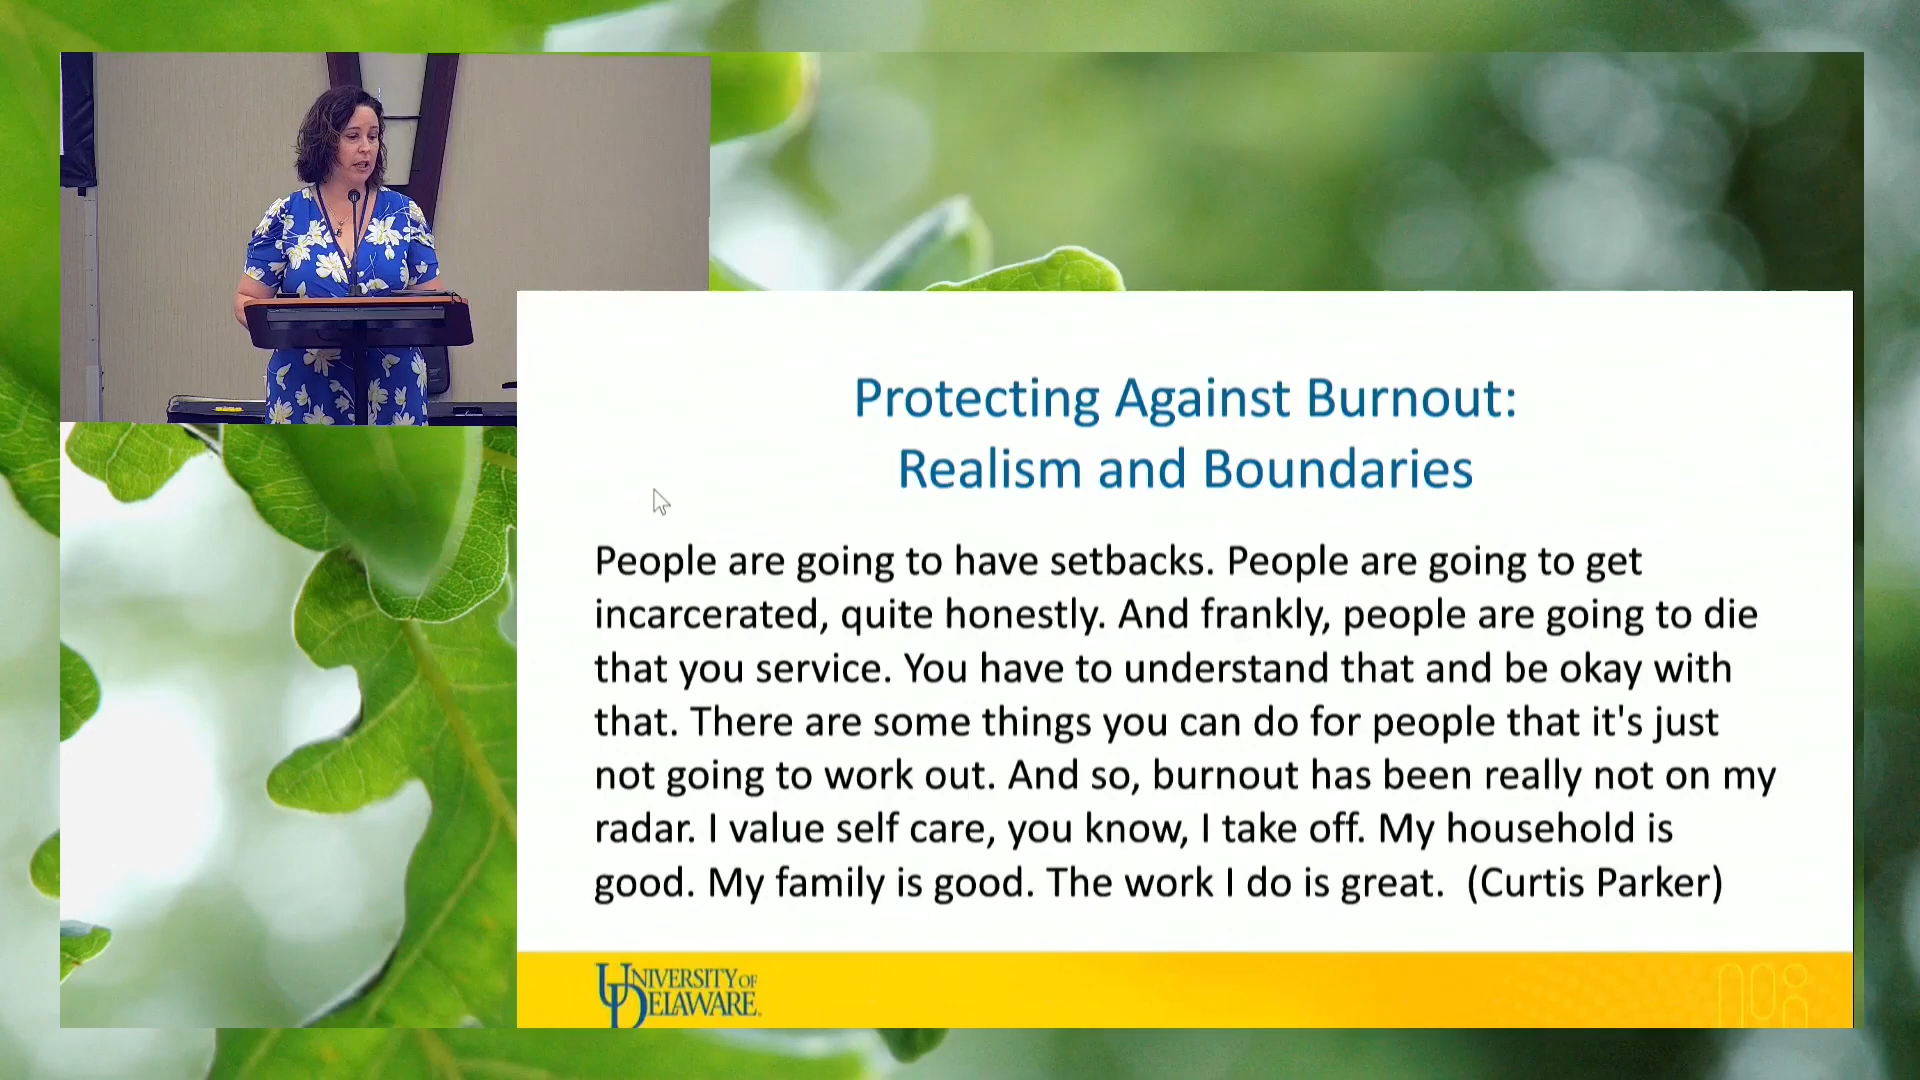 Protecting Against Burnout:
Realism and Boundaries
People are going to have setbacks. People are going to get
incarcerated, quite honestly. And frankly, people are going to die
that you service. You have to understand that and be okay with
that. There are some things you can do for people that it's just
not going to work out. And so, burnout has been really not on my
radar. I value self care, you know, I take off. My household is
good. My family is good. The work I do is great.  (Curtis Parker)
UNIVERSITY OF
DELAWARE.